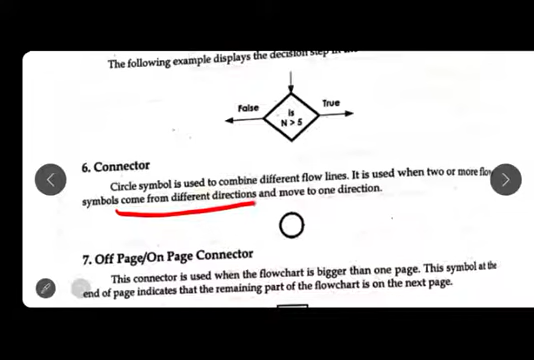 The following example displays the decision step in
False
True
is
N > 5
6. Connector
Circle symbol is used to combine different flow lines. It is used when two or more flow
symbols come from different directions and move to one direction.
7. Off Page/On Page Connector
This connector is used when the flowchart is bigger than one page. This symbol at the
end of page indicates that the remaining part of the flowchart is on the next page.